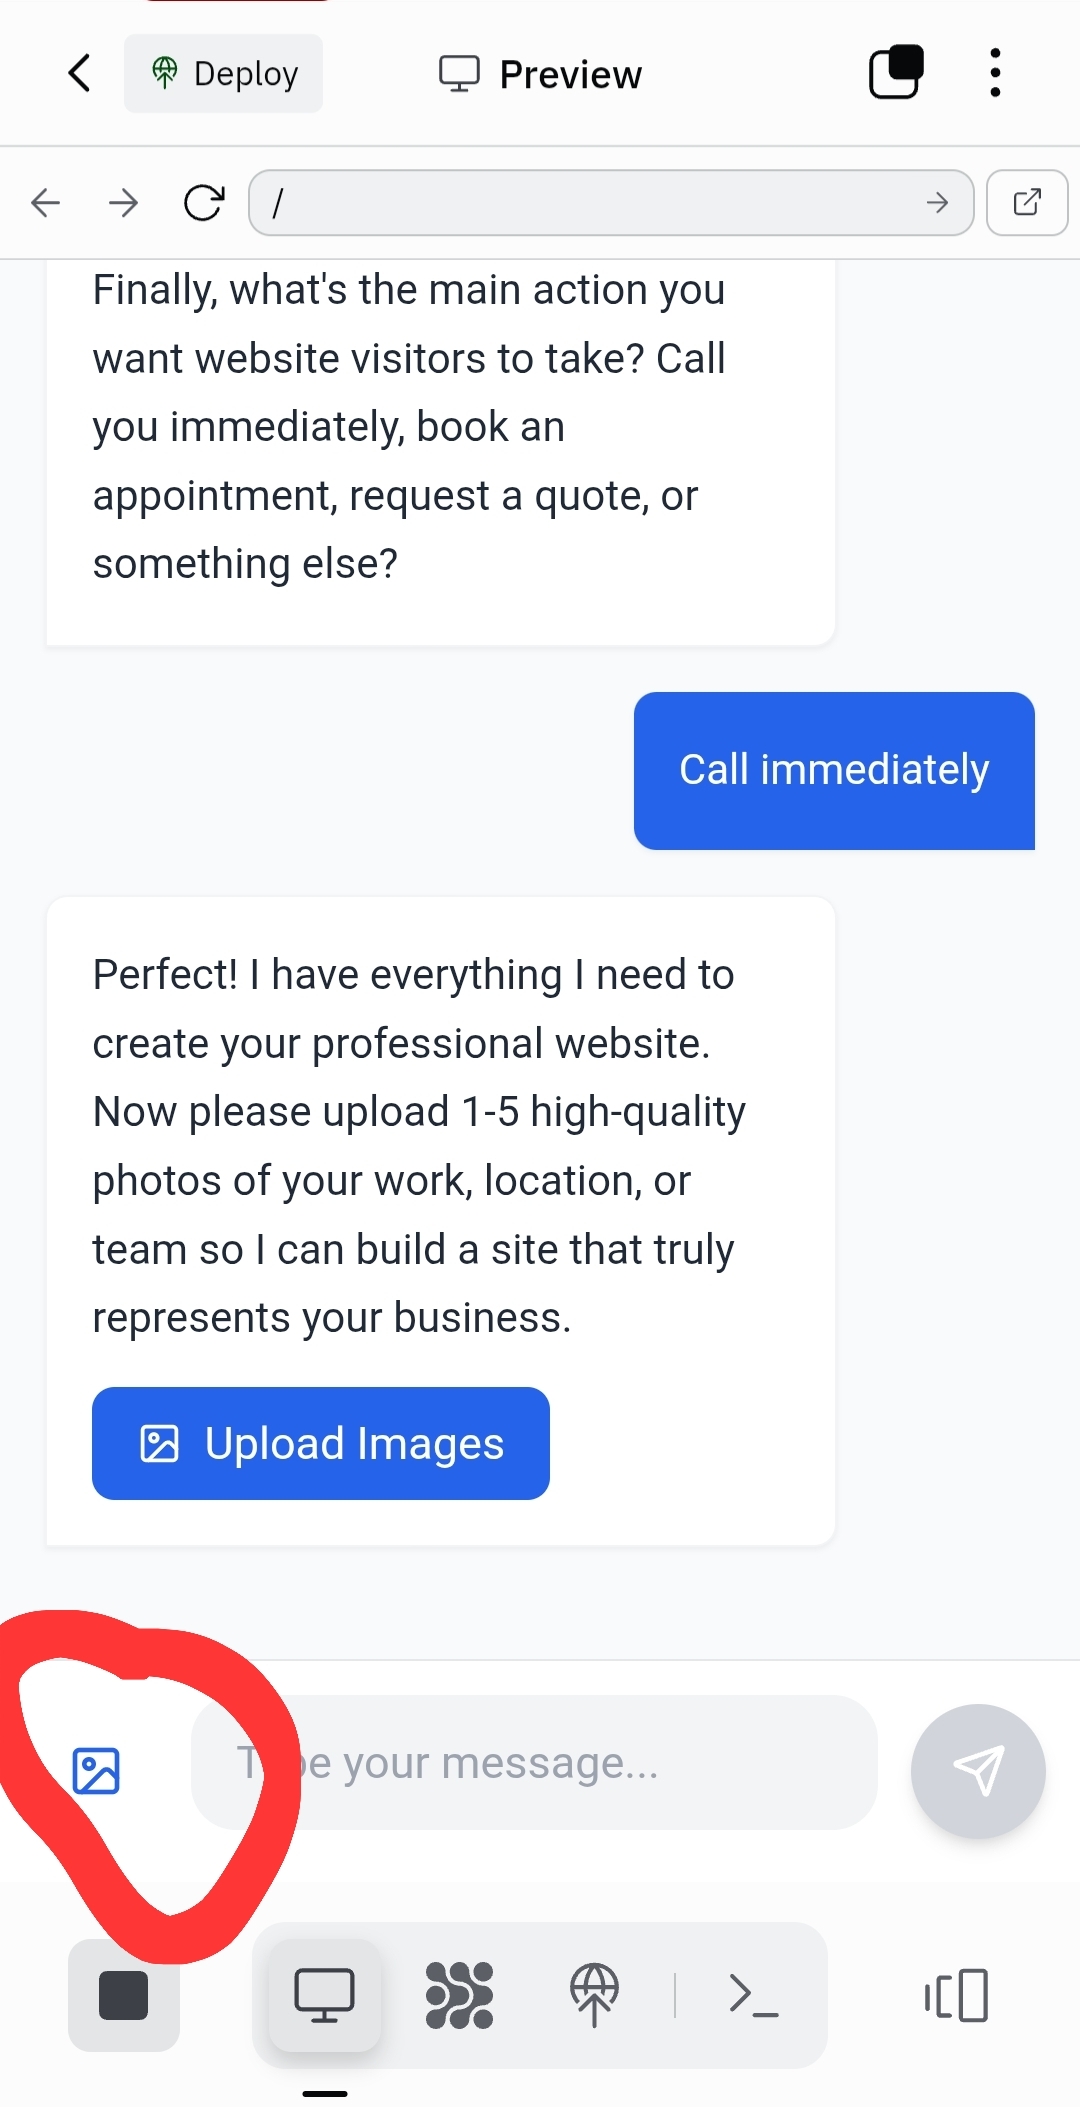 Deploy
Preview
/
Finally, what's the main action you
want website visitors to take? Call
you immediately, book an
appointment, request a quote, or
something else?
Call immediately
Perfect! I have everything I need to
create your professional website.
Now please upload 1-5 high-quality
photos of your work, location, or
team so I can build a site that truly
represents your business.
Upload Images
Type your message...